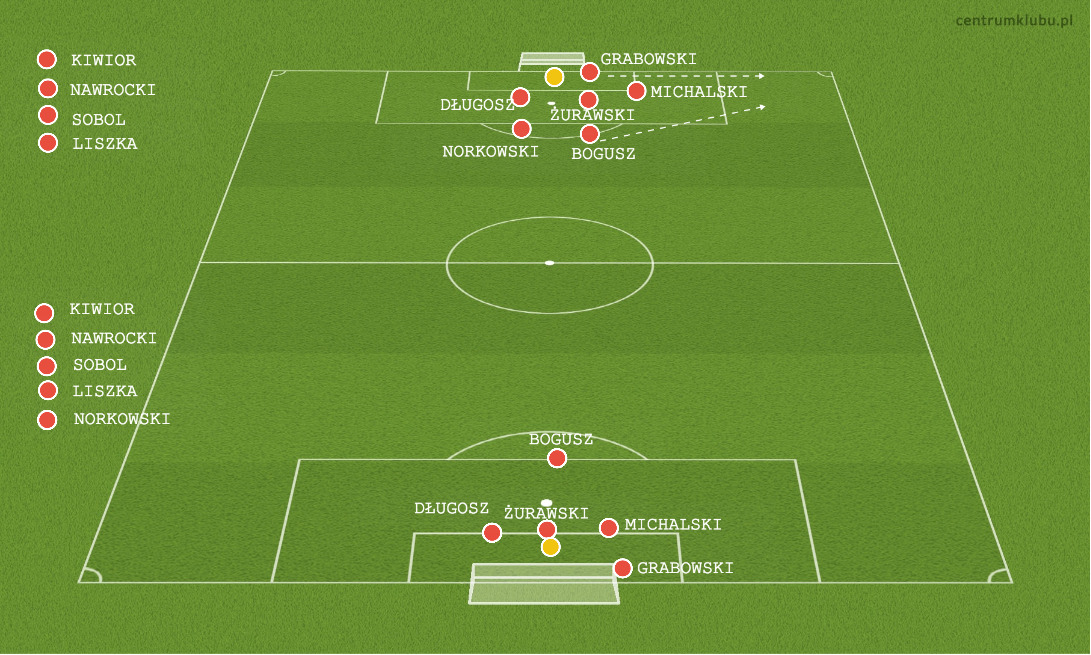 centrumklubu.pl
KIWIOR
NAWROCKI
SOBOL
LISZKA
GRABOWSKI
MICHALSKI
DŁUGOSZ
ŻURAWSKI
NORKOWSKI
BOGUSZ
KIWIOR
NAWROCKI
SOBOL
LISZKA
NORKOWSKI
BOGUSZ
DŁUGOSZ
ŻURAWSKI
MICHALSKI
GRABOWSKI